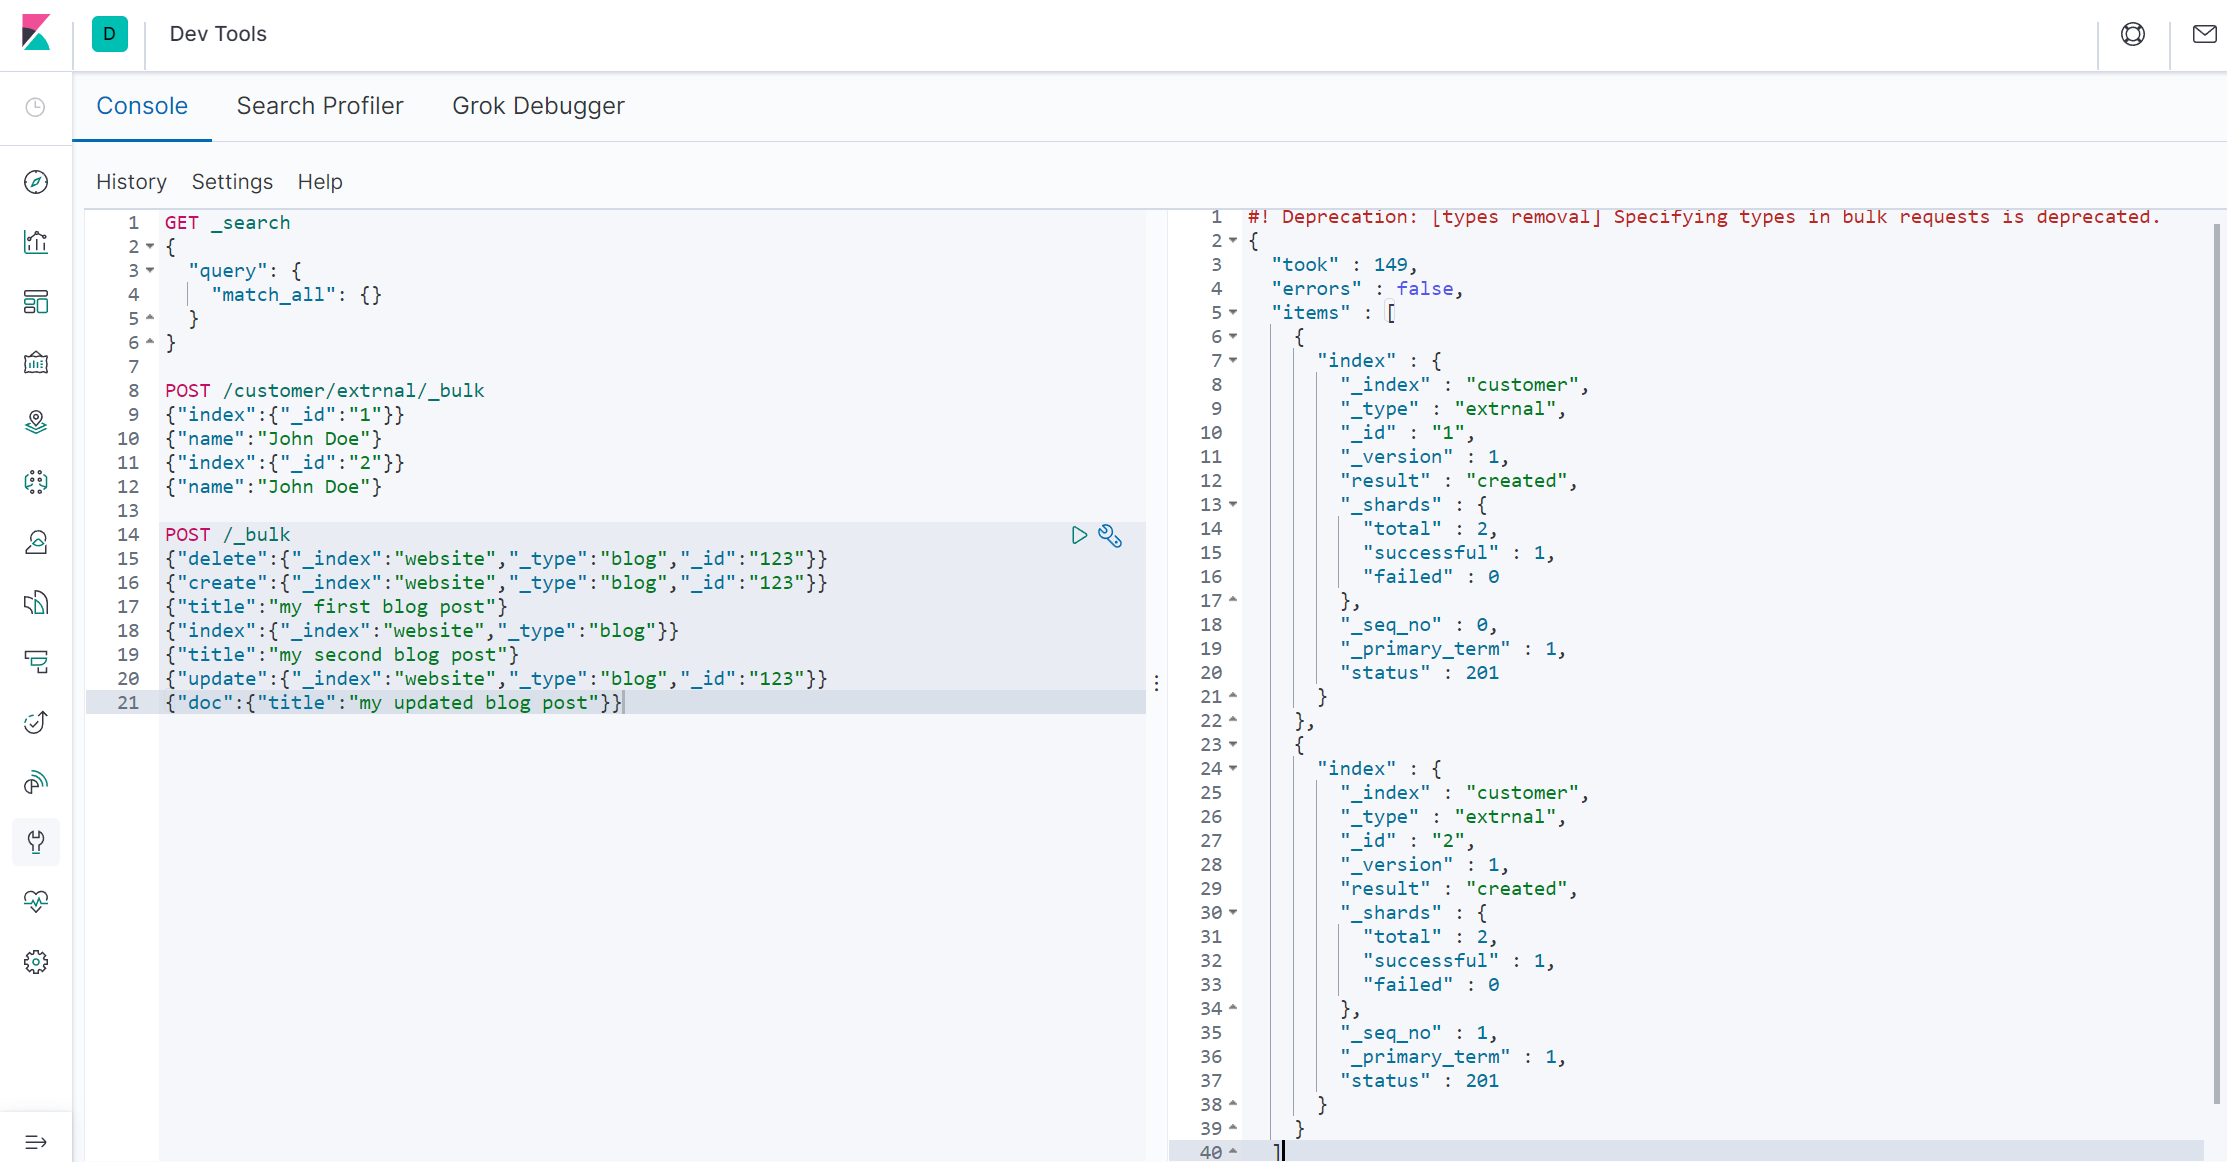 D
Dev Tools
Console Search Profiler Grok Debugger
History Settings Help
1 GET _search
2 {
3 "query": {
4 "match_all": {}
5 }
6 }
7
8 POST /customer/extrnal/_bulk
9 {"index":{"_id":"1"}}
10 {"name":"John Doe"}
11 {"index":{"_id":"2"}}
12 {"name":"John Doe"}
13
14 POST /_bulk
15 {"delete":{"_index":"website","_type":"blog","_id":"123"}}
16 {"create":{"_index":"website","_type":"blog","_id":"123"}}
17 {"title":"my first blog post"}
18 {"index":{"_index":"website","_type":"blog"}}
19 {"title":"my second blog post"}
20 {"update":{"_index":"website","_type":"blog","_id":"123"}}
21 {"doc":{"title":"my updated blog post"}}
1 #! Deprecation: [types removal] Specifying types in bulk requests is deprecated.
2 {
3 "took" : 149,
4 "errors" : false,
5 "items" : [
6 {
7 "index" : {
8 "_index" : "customer",
9 "_type" : "extrnal",
10 "_id" : "1",
11 "_version" : 1,
12 "result" : "created",
13 "_shards" : {
14 "total" : 2,
15 "successful" : 1,
16 "failed" : 0
17 },
18 "_seq_no" : 0,
19 "_primary_term" : 1,
20 "status" : 201
21 }
22 },
23 {
24 "index" : {
25 "_index" : "customer",
26 "_type" : "extrnal",
27 "_id" : "2",
28 "_version" : 1,
29 "result" : "created",
30 "_shards" : {
31 "total" : 2,
32 "successful" : 1,
33 "failed" : 0
34 },
35 "_seq_no" : 1,
36 "_primary_term" : 1,
37 "status" : 201
38 }
39 }
40 ]